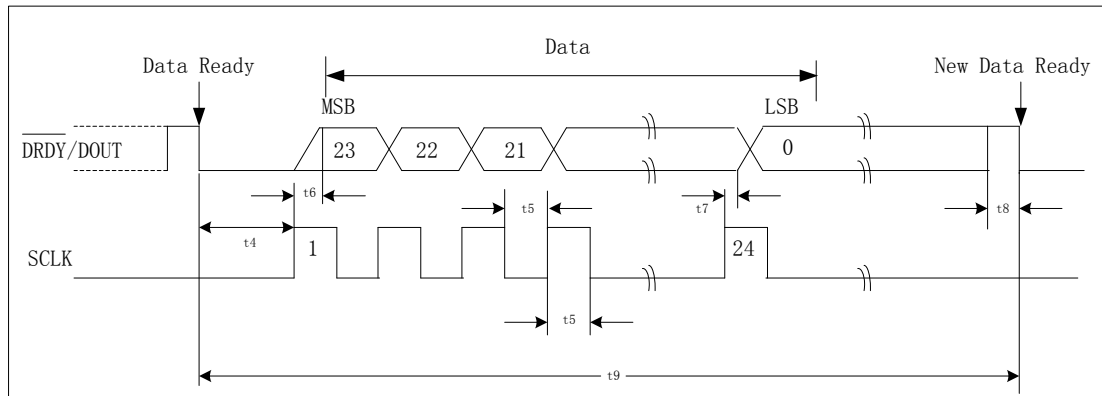 Data
Data Ready
New Data Ready
MSB
LSB
DRDY/DOUT
23
22
21
0
t6
t5
t7
t8
t4
SCLK
1
24
t5
t9